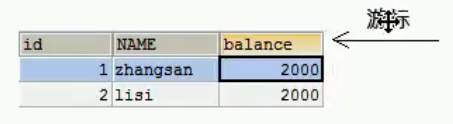 游标
id NAME balance
1 zhangsan 2000
2 lisi 2000